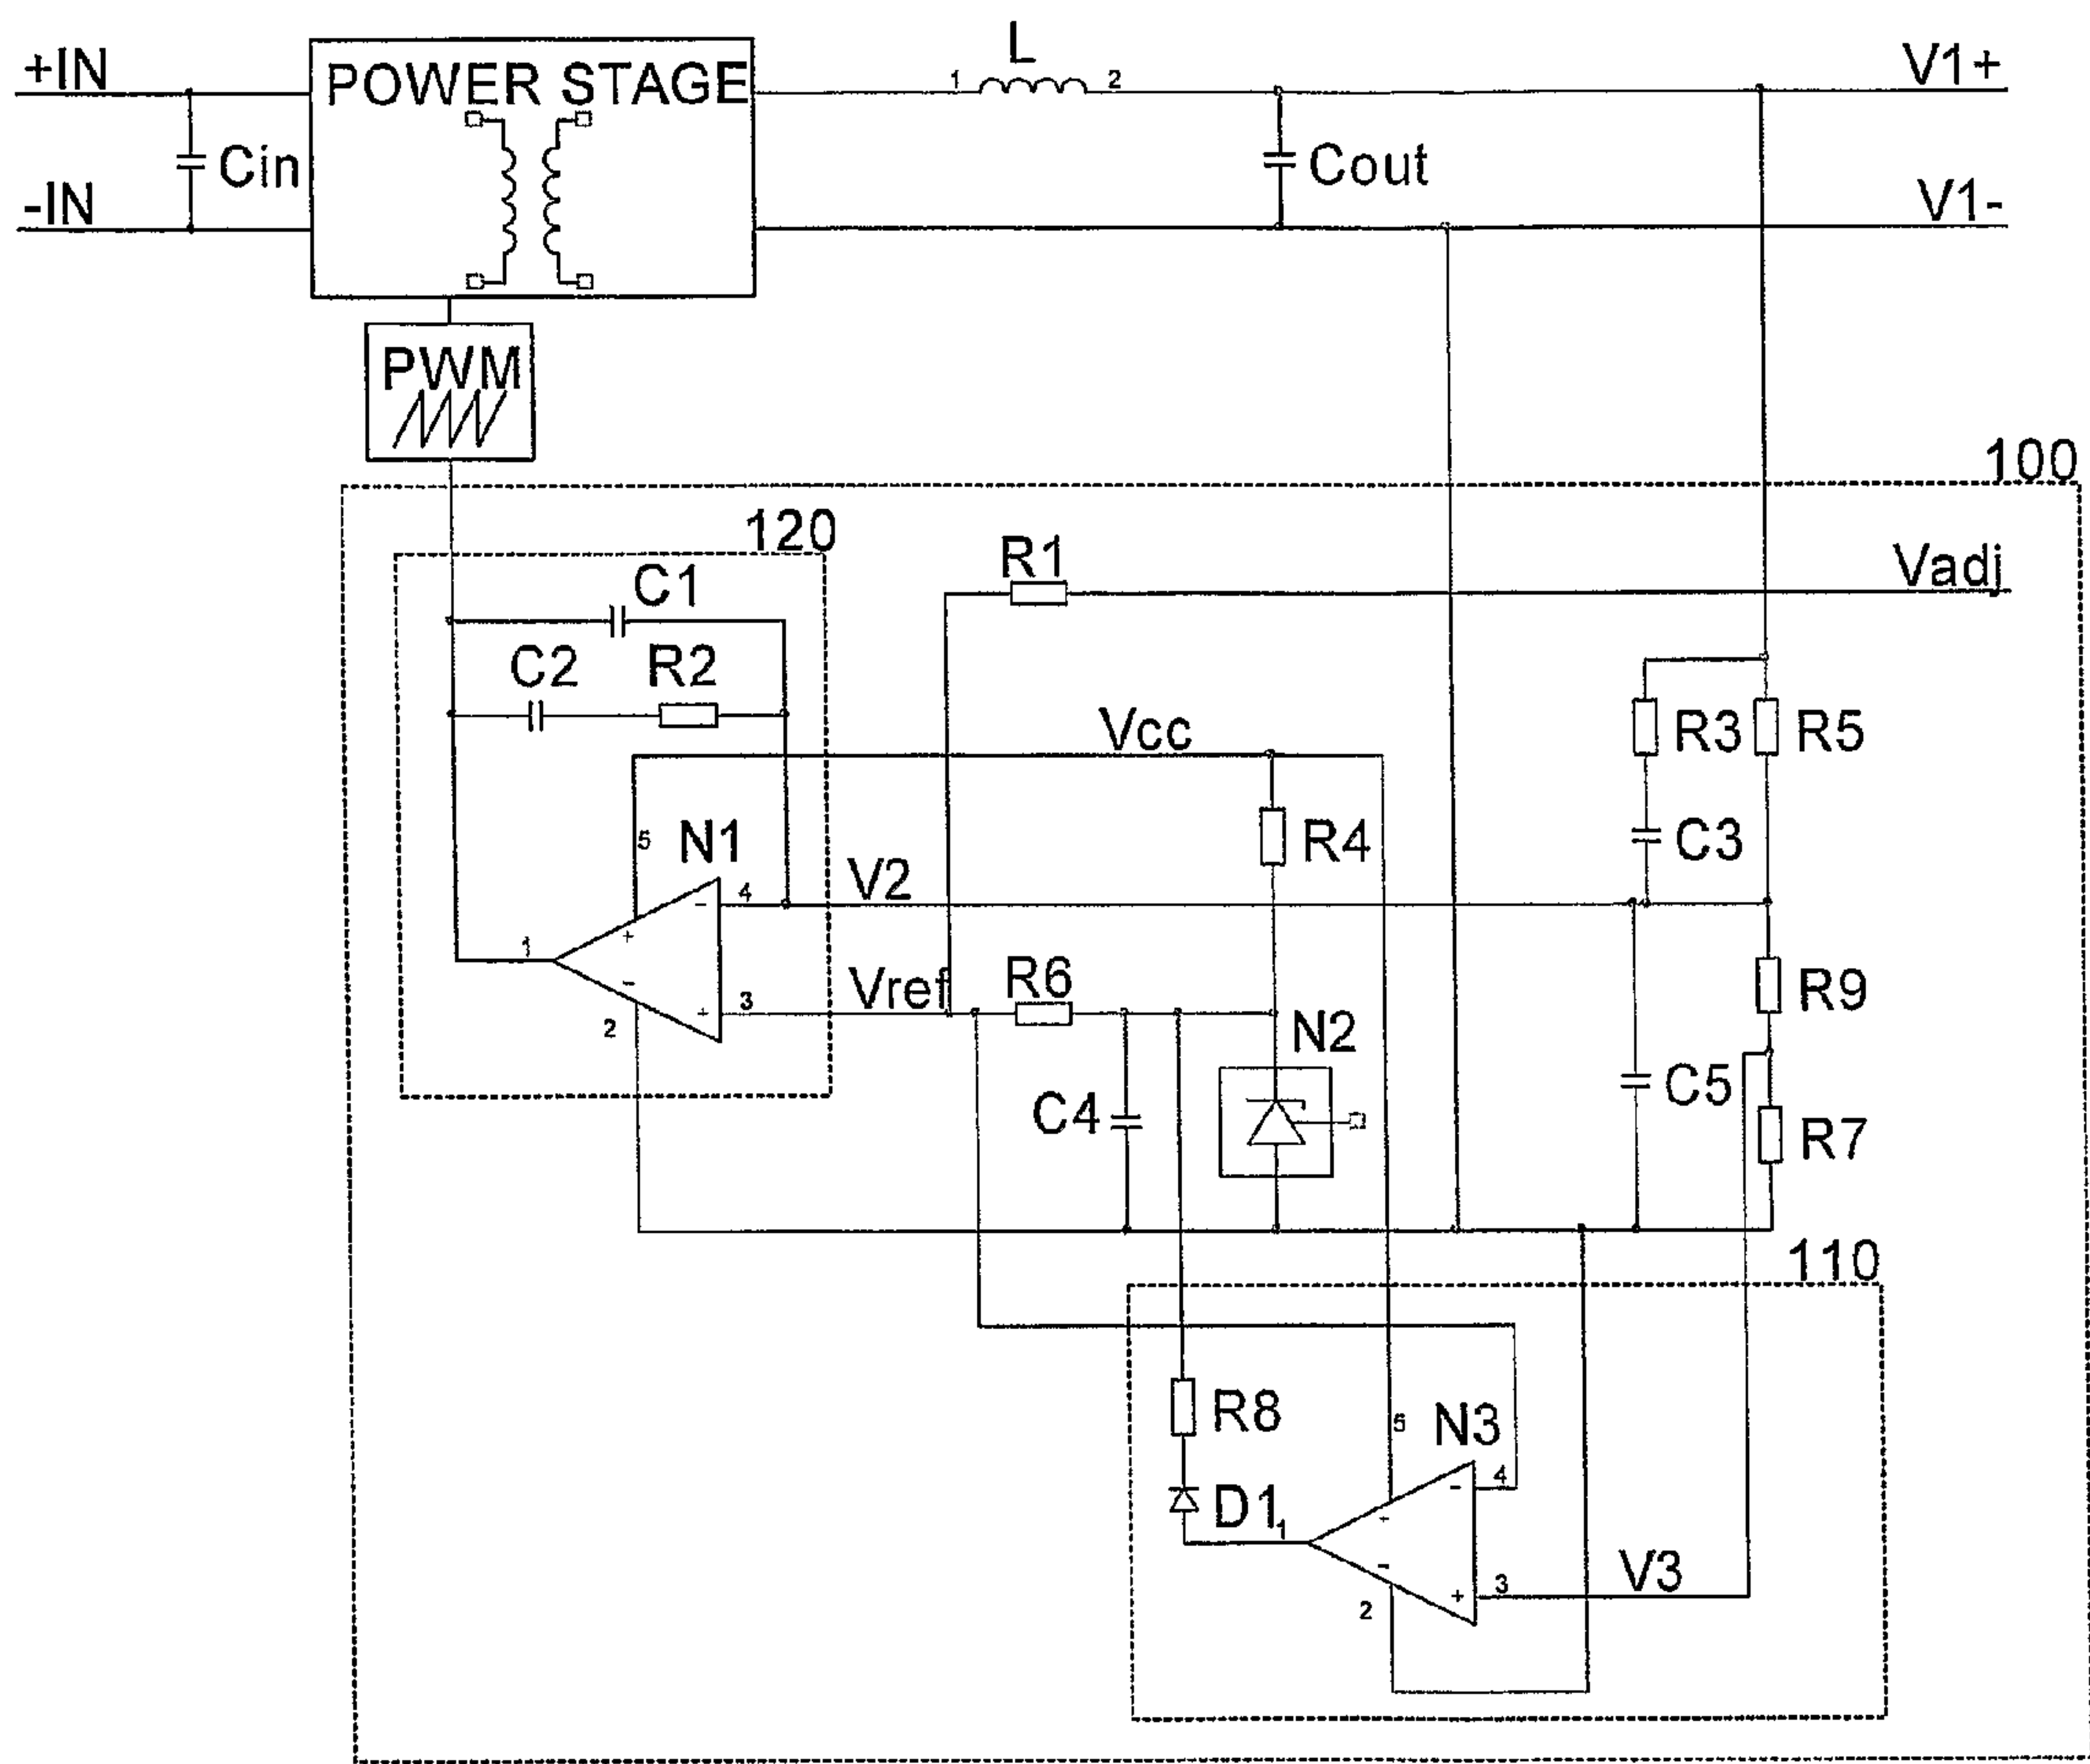 +IN
POWER STAGE
1
L
2
V1+
Cin
Cout
-IN
V1-
PWM
100
120
R1
Vadj
C1
C2
R2
Vcc
R3
R5
5
N1
R4
C3
4
V2
-
+
1
-
+
3
Vref
R6
R9
2
N2
C4
C5
R7
110
R8
5
N3
4
-
+
D1
1
-
+
3
V3
2